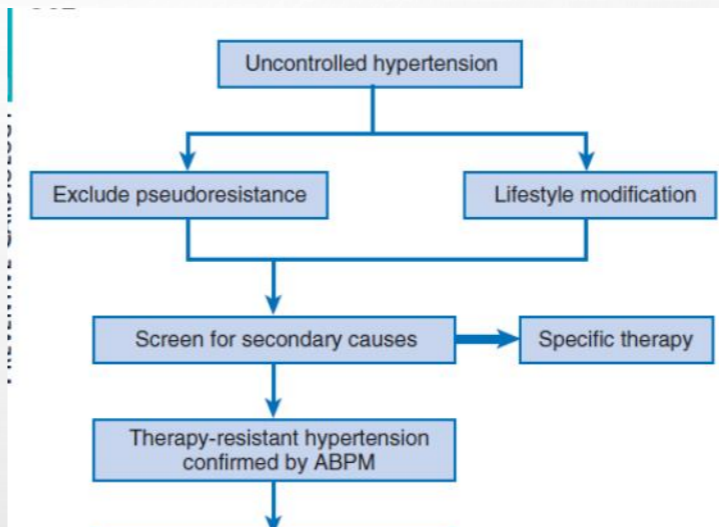 Uncontrolled hypertension
Exclude pseudoresistance
Lifestyle modification
Screen for secondary causes
Specific therapy
Therapy-resistant hypertension
confirmed by ABPM